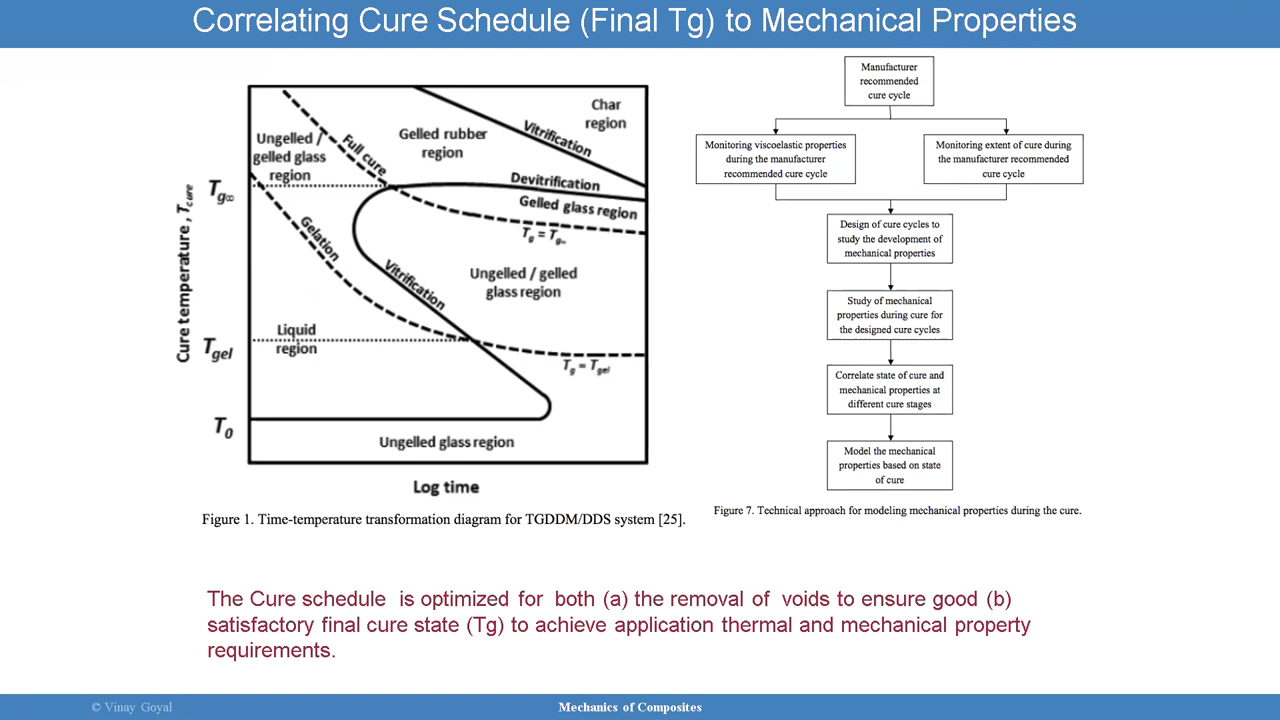 Correlating Cure Schedule (Final Tg) to Mechanical Properties
Char
region
Vitrification
Gelled rubber
region
Full cure
Ungelled /
gelled glass
region
Cure temperature, Tcure
Tg∞
Devitrification
Gelled glass region
Tg = Tg∞
Gelation
Vitrification
Ungelled / gelled
glass region
Liquid
region
Tgel
Tg = Tgel
T0
Ungelled glass region
Log time
Figure 1. Time-temperature transformation diagram for TGDDM/DDS system [25].
Manufacturer
recommended
cure cycle
Monitoring viscoelastic properties
during the manufacturer
recommended cure cycle
Monitoring extent of cure during
the manufacturer recommended
cure cycle
Design of cure cycles to
study the development of
mechanical properties
Study of mechanical
properties during cure for
the designed cure cycles
Correlate state of cure and
mechanical properties at
different cure stages
Model the mechanical
properties based on state
of cure
Figure 7. Technical approach for modeling mechanical properties during the cure.
The Cure schedule is optimized for both (a) the removal of voids to ensure good (b)
satisfactory final cure state (Tg) to achieve application thermal and mechanical property
requirements.
© Vinay Goyal
Mechanics of Composites